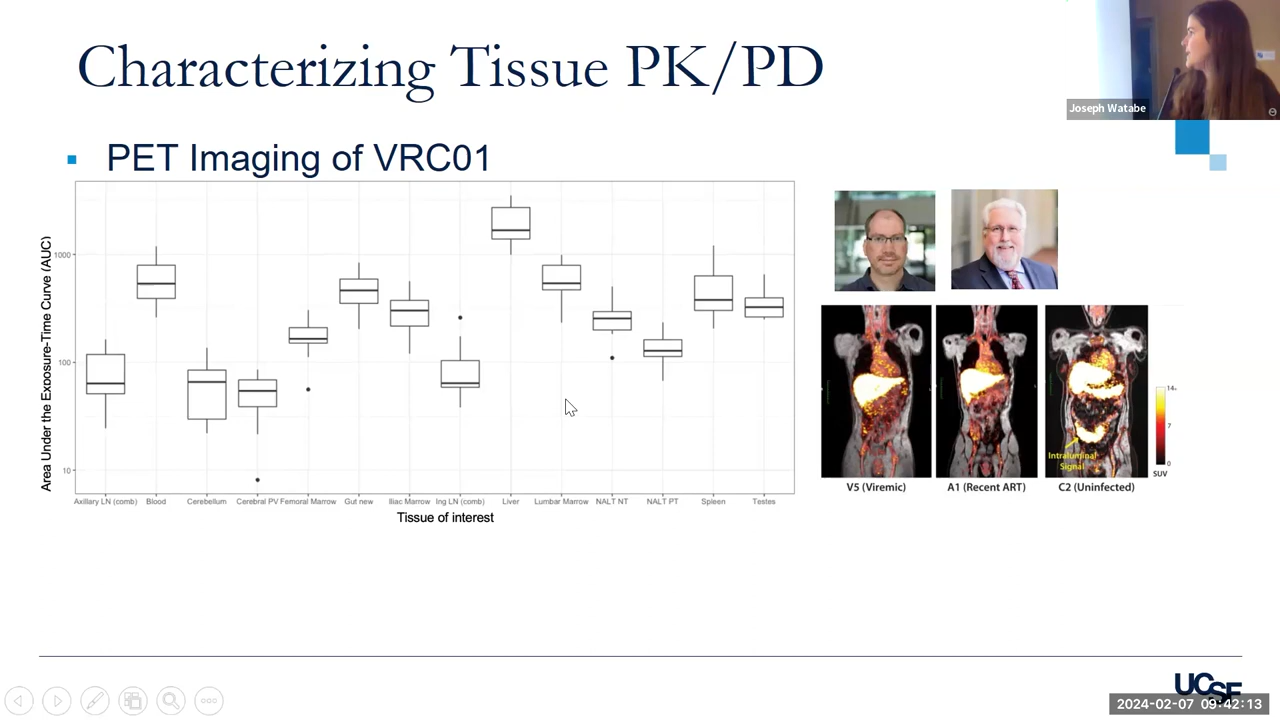 Characterizing Tissue PK/PD
Joseph Watabe
PET Imaging of VRC01
Area Under the Exposure-Time Curve (AUC)
1000
100
10
Axillary LN (comb) Blood Cerebellum Cerebral PV Femoral Marrow Gut new Iliac Marrow Ing LN (comb) Liver Lumbar Marrow NALT NT NALT PT Spleen Testes
Tissue of interest
Intraluminal
Signal
14
7
0
SUV
V5 (Viremic) A1 (Recent ART) C2 (Uninfected)
UCSF
2024-02-07 09:42:13